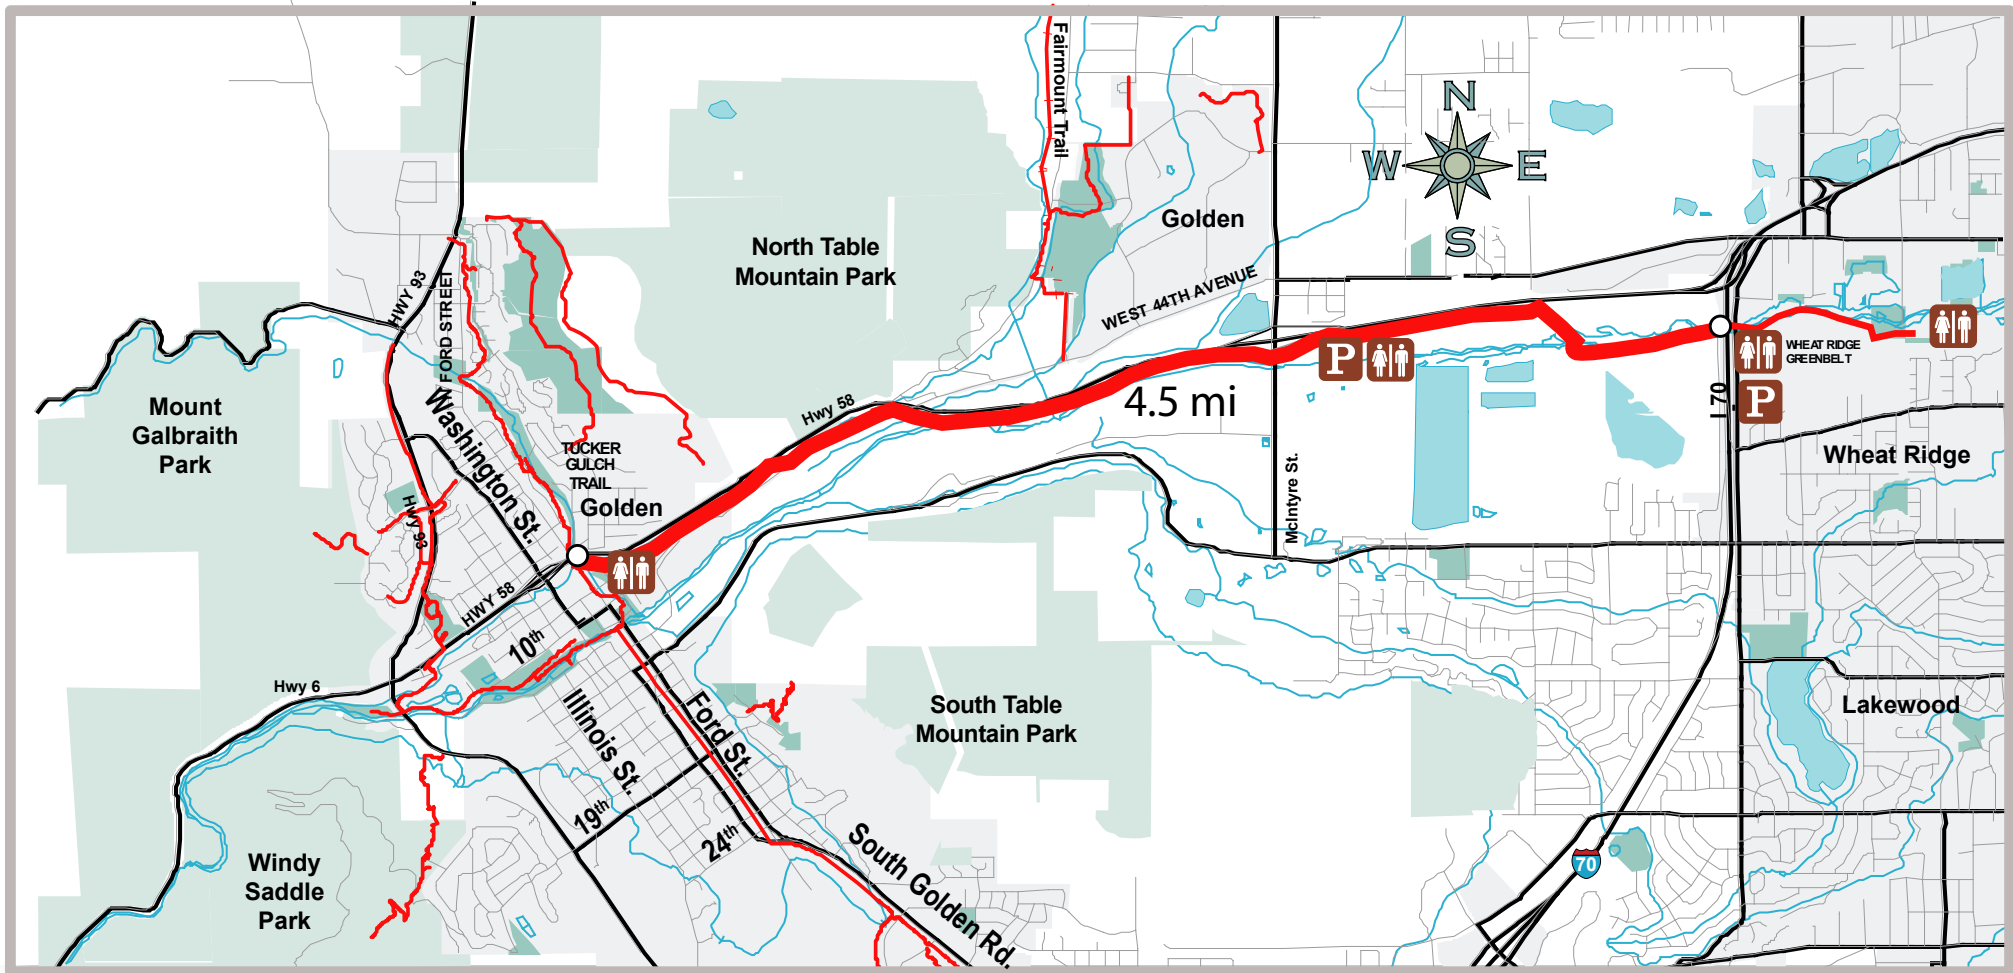 Fairmount Trail
N
W
E
S
Golden
North Table
Mountain Park
HWY 93
W FORD STREET
WEST 44TH AVENUE
P
WHEAT RIDGE
GREENBELT
P
I 70
Mount
Galbraith
Park
Washington St.
Hwy 58
4.5 mi
TUCKER
GULCH
TRAIL
Golden
Wheat Ridge
McIntyre St.
Hwy 93
HWY 58
10th
Hwy 6
Illinois St.
Ford St.
South Table
Mountain Park
Lakewood
19th
24th
South Golden Rd.
Windy
Saddle
Park
70